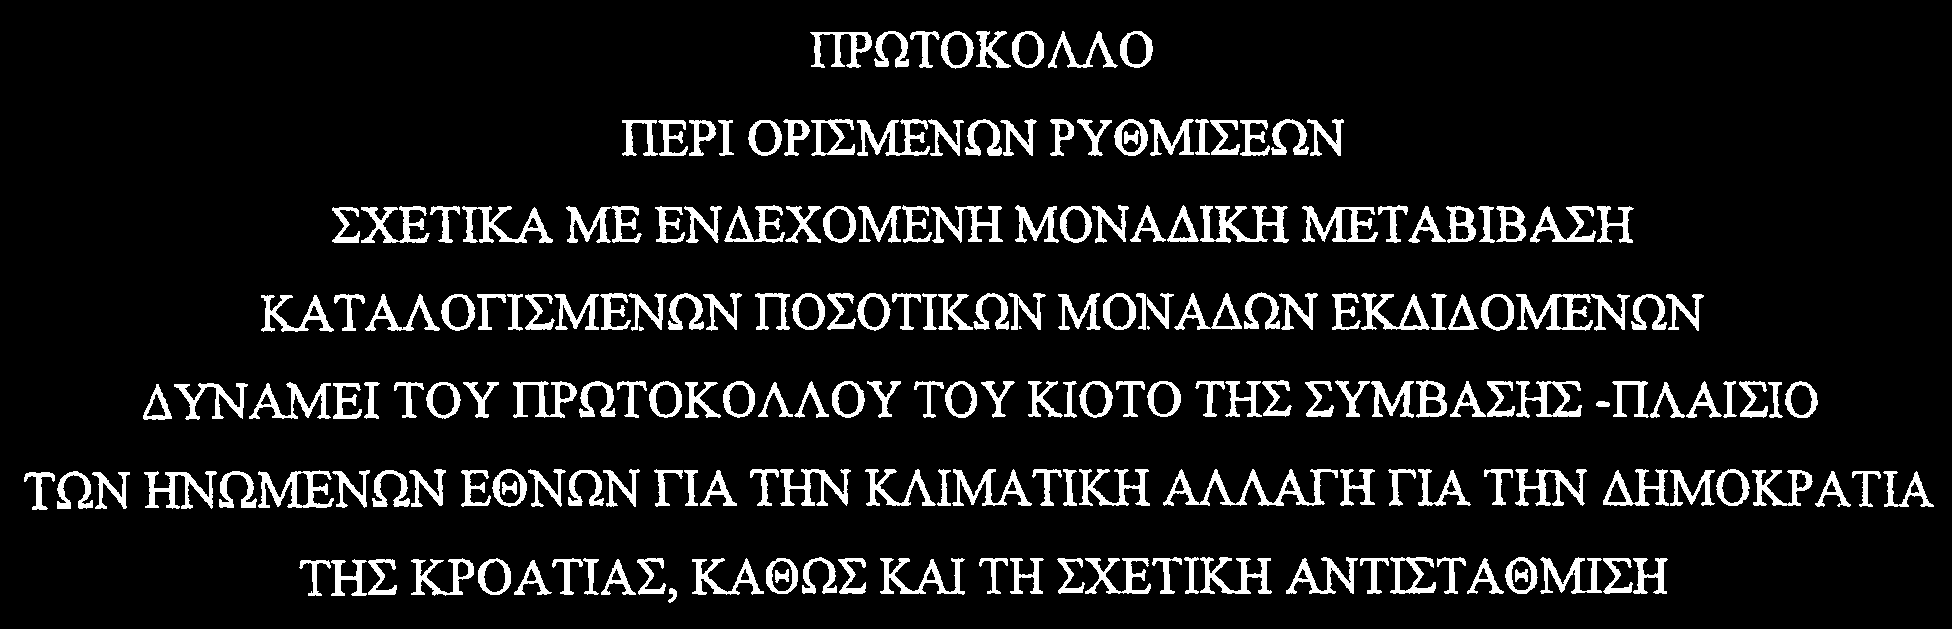 ΠΡΩΤΟΚΟΛΛΟ
ΠΕΡΙ ΟΡΙΣΜΕΝΩΝ ΡΥΘΜΙΣΕΩΝ
ΣΧΕΤΙΚΑ ΜΕ ΕΝΔΕΧΟΜΕΝΗ ΜΟΝΑΔΙΚΗ ΜΕΤΑΒΙΒΑΣΗ
ΚΑΤΑΛΟΓΙΣΜΕΝΩΝ ΠΟΣΟΤΙΚΩΝ ΜΟΝΑΔΩΝ ΕΚΔΙΔΟΜΕΝΩΝ
ΔΥΝΑΜΕΙ ΤΟΥ ΠΡΩΤΟΚΟΛΛΟΥ ΤΟΥ ΚΙΟΤΟ ΤΗΣ ΣΥΜΒΑΣΗΣ -ΠΛΑΙΣΙΟ
ΤΩΝ ΗΝΩΜΕΝΩΝ ΕΘΝΩΝ ΓΙΑ ΤΗΝ ΚΛΙΜΑΤΙΚΗ ΑΛΛΑΓΗ ΓΙΑ ΤΗΝ ΔΗΜΟΚΡΑΤΙΑ
ΤΗΣ ΚΡΟΑΤΙΑΣ, ΚΑΘΩΣ ΚΑΙ ΤΗ ΣΧΕΤΙΚΗ ΑΝΤΙΣΤΑΘΜΙΣΗ